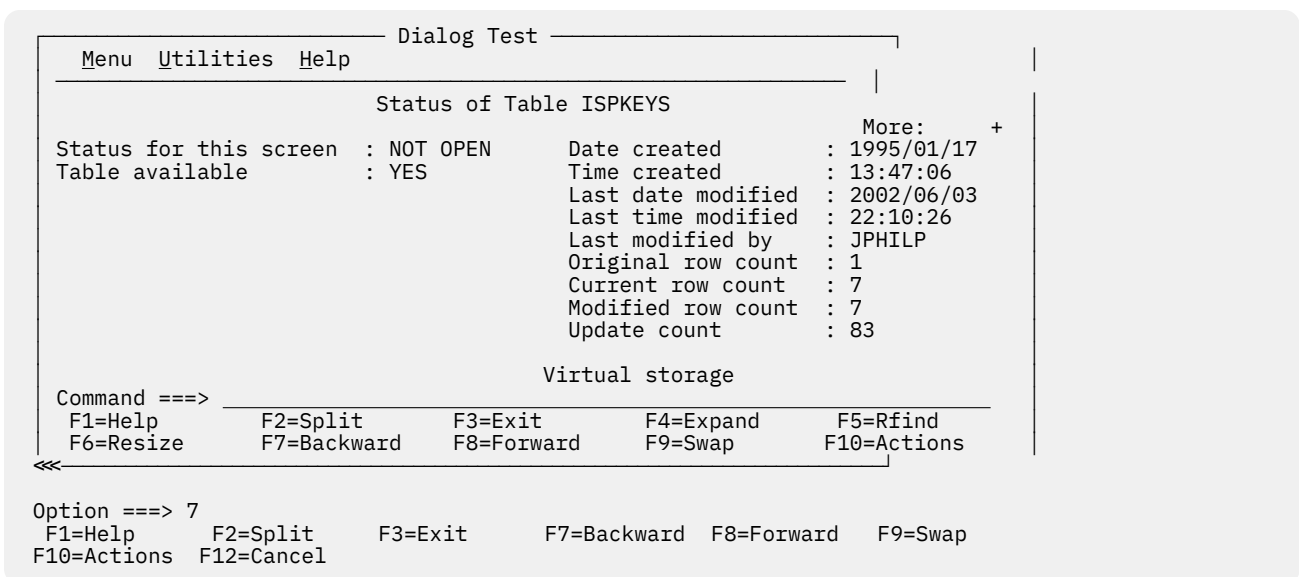 Dialog Test
Menu Utilities Help
Status of Table ISPKEYS
More: +
Status for this screen : NOT OPEN Date created : 1995/01/17
Table available : YES Time created : 13:47:06
Last date modified : 2002/06/03
Last time modified : 22:10:26
Last modified by : JPHILP
Original row count : 1
Current row count : 7
Modified row count : 7
Update count : 83
Virtual storage
Command ===>
F1=Help F2=Split F3=Exit F4=Expand F5=Rfind
F6=Resize F7=Backward F8=Forward F9=Swap F10=Actions
<<<
Option ===> 7
F1=Help F2=Split F3=Exit F7=Backward F8=Forward F9=Swap
F10=Actions F12=Cancel